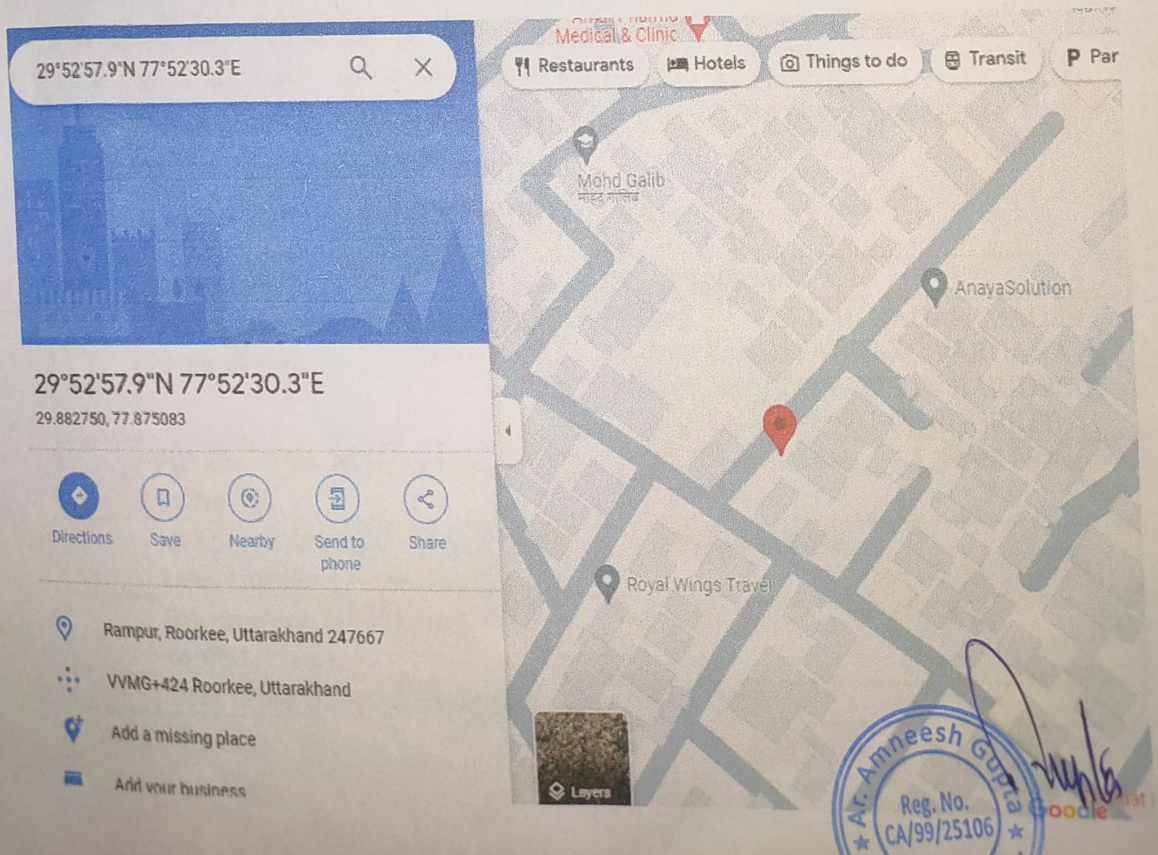 Medical & Clinic
29°52'57.9"N 77°52'30.3"E
Restaurants
Hotels
Things to do
Transit
P Par
Mohd Galib
मोहद गालिब
AnayaSolution
29°52'57.9"N 77°52'30.3"E
29.882750, 77.875083
Directions
Save
Nearby
Send to
phone
Share
Royal Wings Travel
Rampur, Roorkee, Uttarakhand 247667
VVMG+424 Roorkee, Uttarakhand
Add a missing place
Add your business
Layers
Ar. Amneesh Gupta
Reg. No.
CA/99/25106
Google